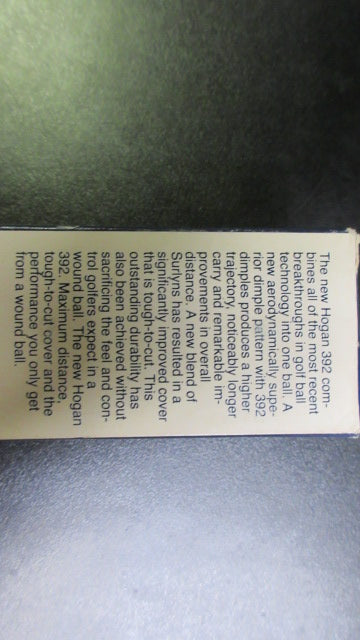 The new Hogan 392 com-
bines all of the most recent
breakthroughs in golf ball
technology into one ball. A
new aerodynamically supe-
rior dimple pattern with 392
dimples produces a higher
trajectory, noticeably longer
carry and remarkable im-
provements in overall
distance. A new blend of
Surlyns has resulted in a
significantly improved cover
that is tough-to-cut. This
outstanding durability has
also been achieved without
sacrificing the feel and con-
trol golfers expect in a
wound ball. The new Hogan
392. Maximum distance,
tough-to-cut cover and the
performance you only get
from a wound ball.